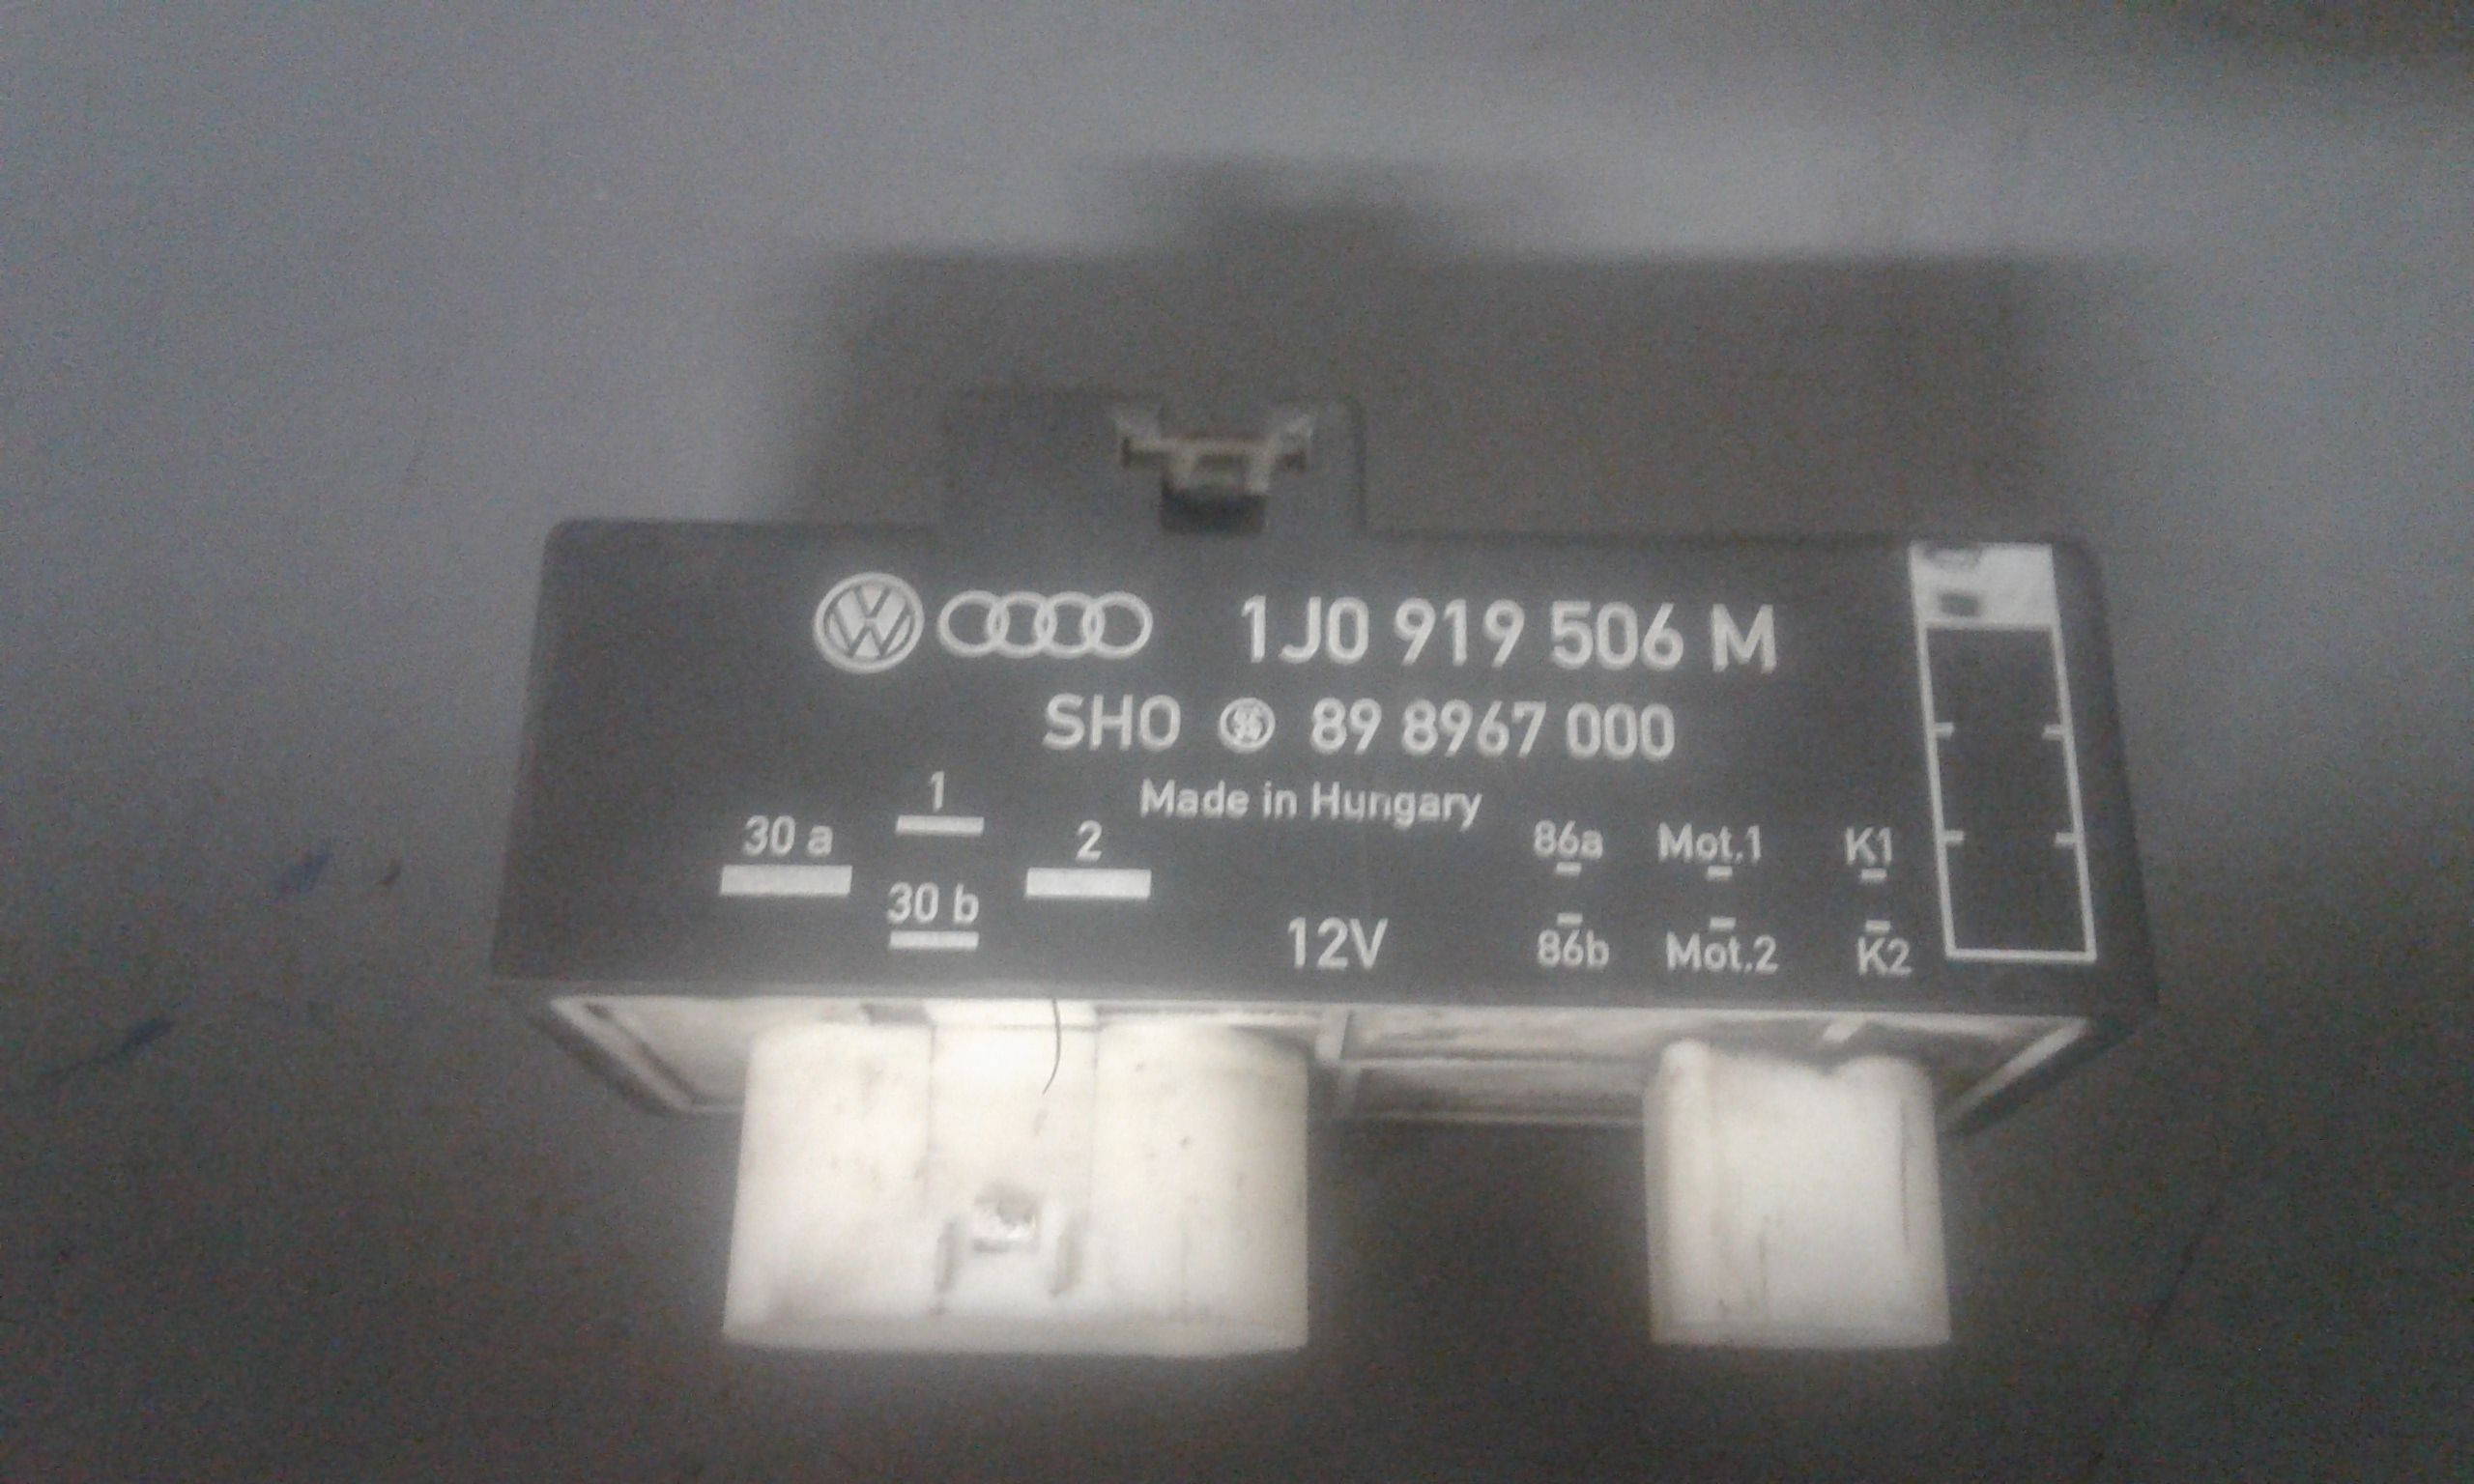 1J0 919 506 M
SHO 89 8967 000
Made in Hungary
30 a
1
2
30 b
12V
86a
Mot.1
K1
86b
Mot.2
K2